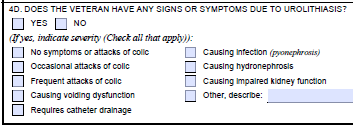 4D. DOES THE VETERAN HAVE ANY SIGNS OR SYMPTOMS DUE TO UROLITHIASIS?
YES NO
(If yes, indicate severity (Check all that apply)):
No symptoms or attacks of colic
Causing infection (pyonephrosis)
Occasional attacks of colic
Causing hydronephrosis
Frequent attacks of colic
Causing impaired kidney function
Causing voiding dysfunction
Other, describe:
Requires catheter drainage